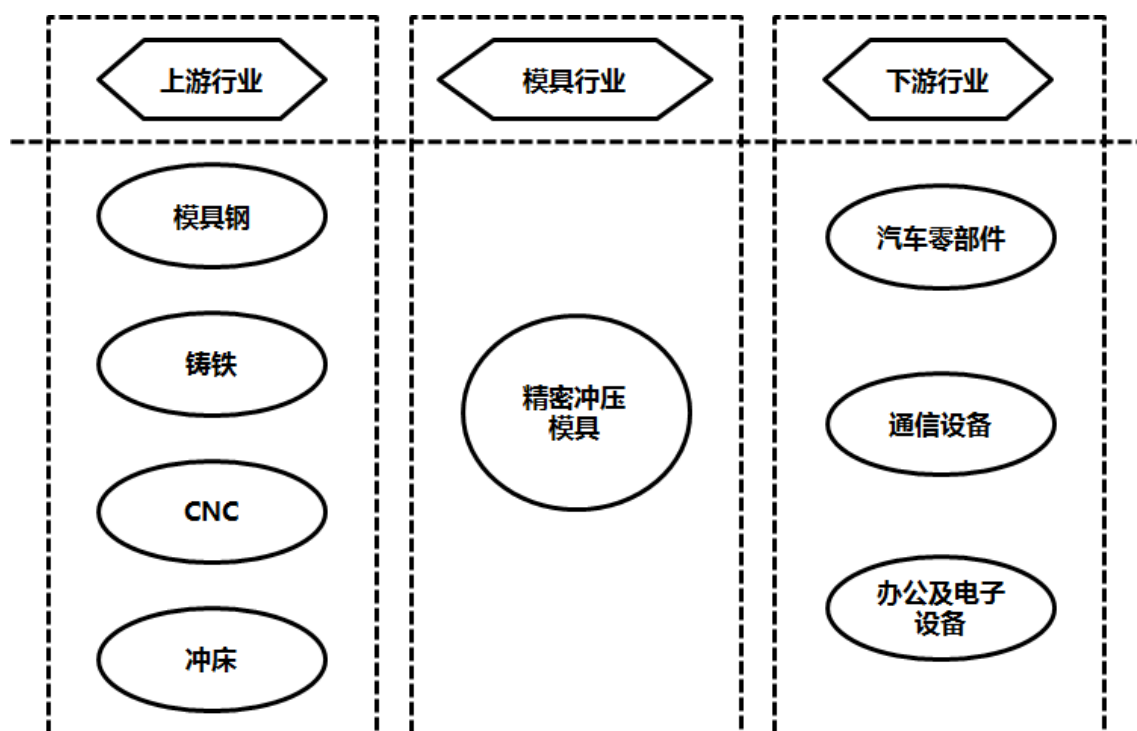 上游行业
模具行业
下游行业
模具钢
铸铁
CNC
冲床
精密冲压
模具
汽车零部件
通信设备
办公及电子
设备